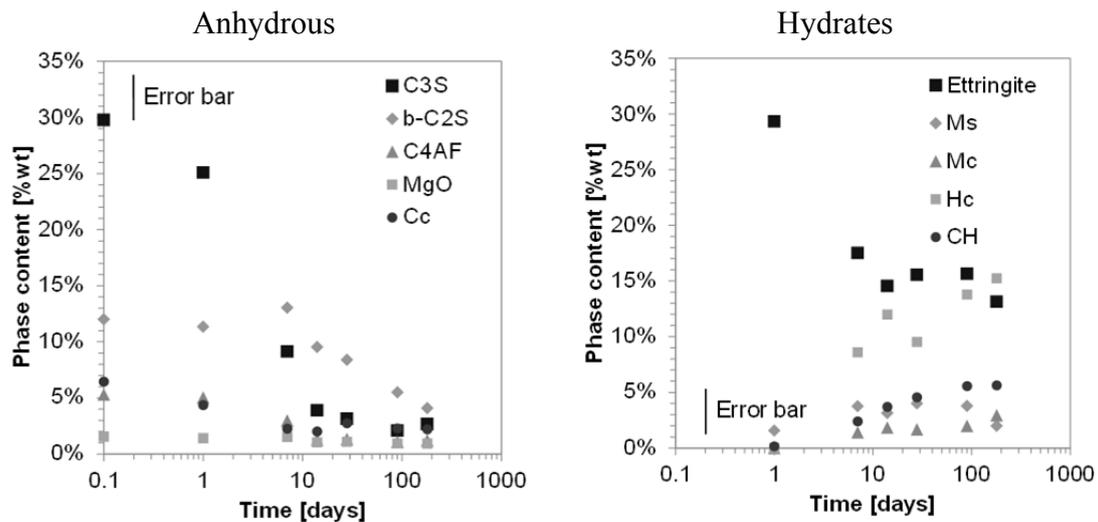 Anhydrous
35%
30%
25%
20%
15%
10%
5%
0%
Phase content [%wt]
Error bar
C3S
b-C2S
C4AF
MgO
Cc
0.1 1 10 100 1000
Time [days]
Hydrates
35%
30%
25%
20%
15%
10%
5%
0%
Phase content [%wt]
Ettringite
Ms
Mc
Hc
CH
Error bar
0.1 1 10 100 1000
Time [days]